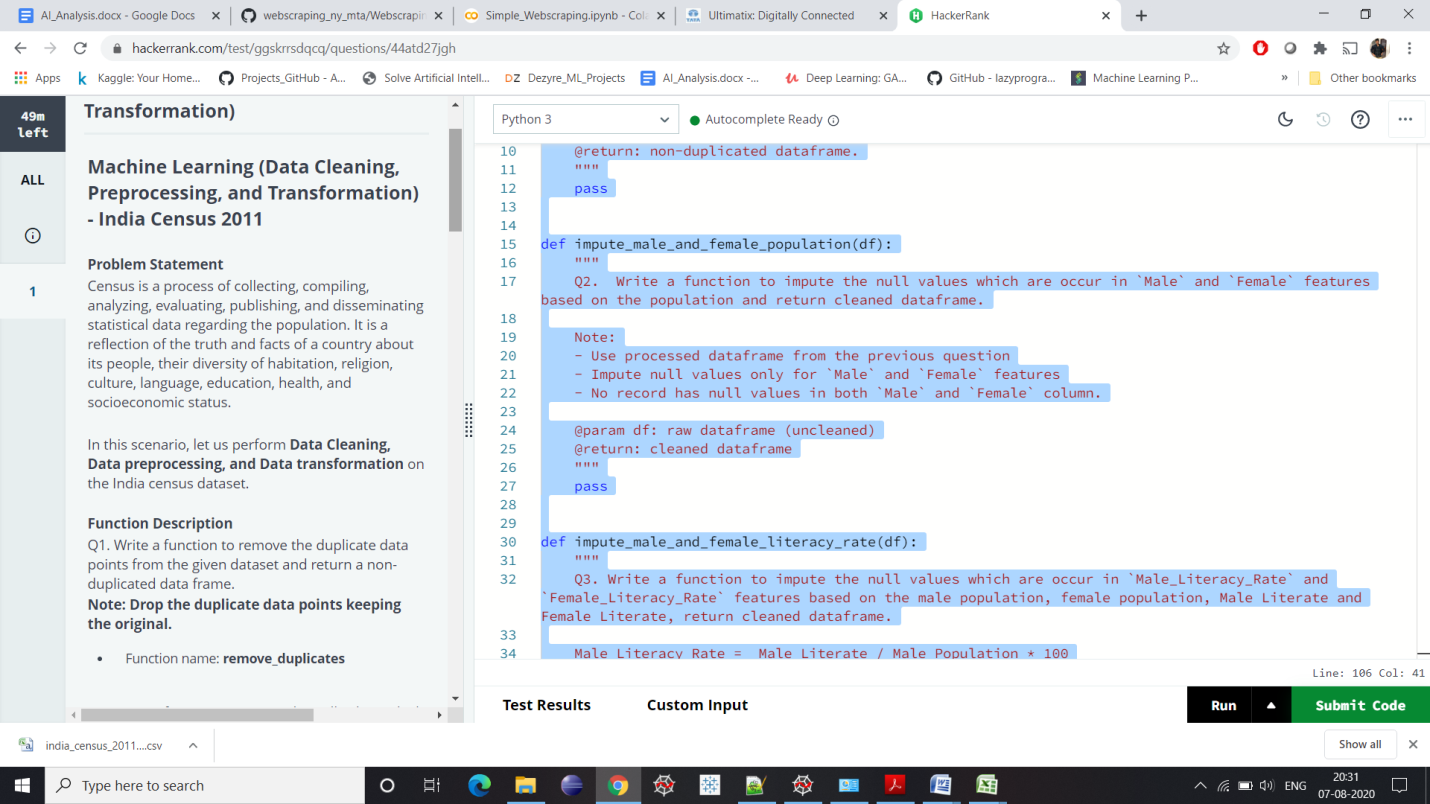 AI_Analysis.docx - Google Docs
webscraping_ny_mta/Webscrapin
Simple_Webscraping.ipynb - Cola
TATA
Ultimatix: Digitally Connected
HackerRank
hackerrank.com/test/ggskrrsdqcq/questions/44atd27jgh
Apps
Kaggle: Your Home...
Projects_GitHub - A...
Solve Artificial Intell...
DZ Dezyre_ML_Projects
AI_Analysis.docx -...
Deep Learning: GA...
GitHub - lazyprogra...
Machine Learning P...
»
Other bookmarks
49m
left
ALL
1
Transformation)
Machine Learning (Data Cleaning,
Preprocessing, and Transformation)
- India Census 2011
Problem Statement
Census is a process of collecting, compiling,
analyzing, evaluating, publishing, and disseminating
statistical data regarding the population. It is a
reflection of the truth and facts of a country about
its people, their diversity of habitation, religion,
culture, language, education, health, and
socioeconomic status.
In this scenario, let us perform Data Cleaning,
Data preprocessing, and Data transformation on
the India census dataset.
Function Description
Q1. Write a function to remove the duplicate data
points from the given dataset and return a non-
duplicated data frame.
Note: Drop the duplicate data points keeping
the original.
• Function name: remove_duplicates
Python 3
Autocomplete Ready
10 @return: non-duplicated dataframe.
11 """
12 pass
13
14
15 def impute_male_and_female_population(df):
16 """
17 Q2.  Write a function to impute the null values which are occur in `Male` and `Female` features
based on the population and return cleaned dataframe.
18
19 Note:
20 - Use processed dataframe from the previous question
21 - Impute null values only for `Male` and `Female` features
22 - No record has null values in both `Male` and `Female` column.
23
24 @param df: raw dataframe (uncleaned)
25 @return: cleaned dataframe
26 """
27 pass
28
29
30 def impute_male_and_female_literacy_rate(df):
31 """
32 Q3. Write a function to impute the null values which are occur in `Male_Literacy_Rate` and
`Female_Literacy_Rate` features based on the male population, female population, Male Literate and
Female Literate, return cleaned dataframe.
33
34 Male Literacy Rate =  Male Literate / Male Population * 100
Line: 106 Col: 41
Test Results
Custom Input
Run
Submit Code
india_census_2011....csv
Show all
Type here to search
ENG
20:31
07-08-2020